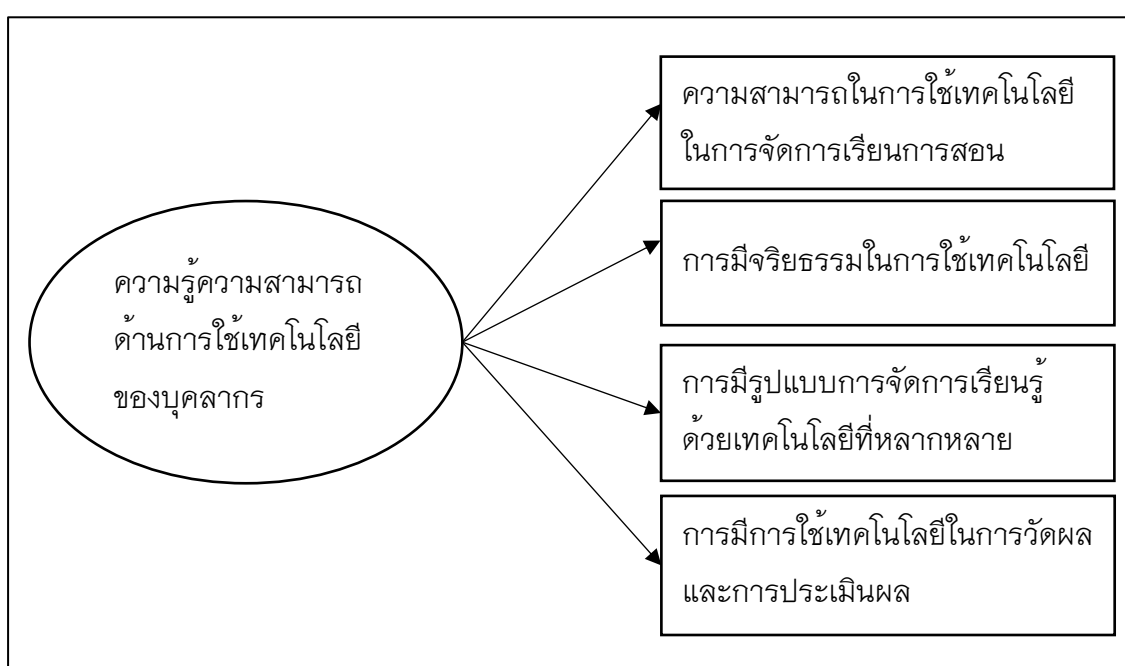 ความรู้ความสามารถ
ด้านการใช้เทคโนโลยี
ของบุคลากร
ความสามารถในการใช้เทคโนโลยี
ในการจัดการเรียนการสอน
การมีจริยธรรมในการใช้เทคโนโลยี
การมีรูปแบบการจัดการเรียนรู้
ด้วยเทคโนโลยีที่หลากหลาย
การมีการใช้เทคโนโลยีในการวัดผล
และการประเมินผล